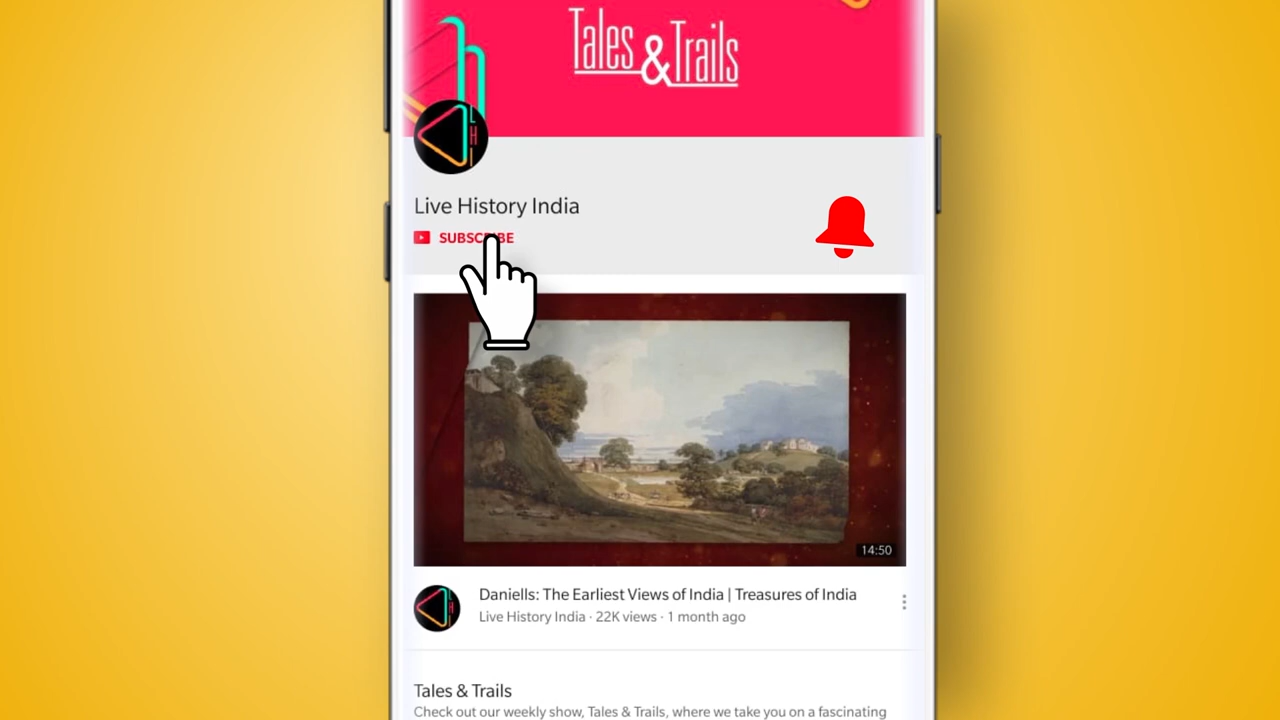 Tales & Trails
LHI
Live History India
SUBSCRIBE
14:50
LHI
Daniells: The Earliest Views of India | Treasures of India
Live History India · 22K views · 1 month ago
Tales & Trails
Check out our weekly show, Tales & Trails, where we take you on a fascinating